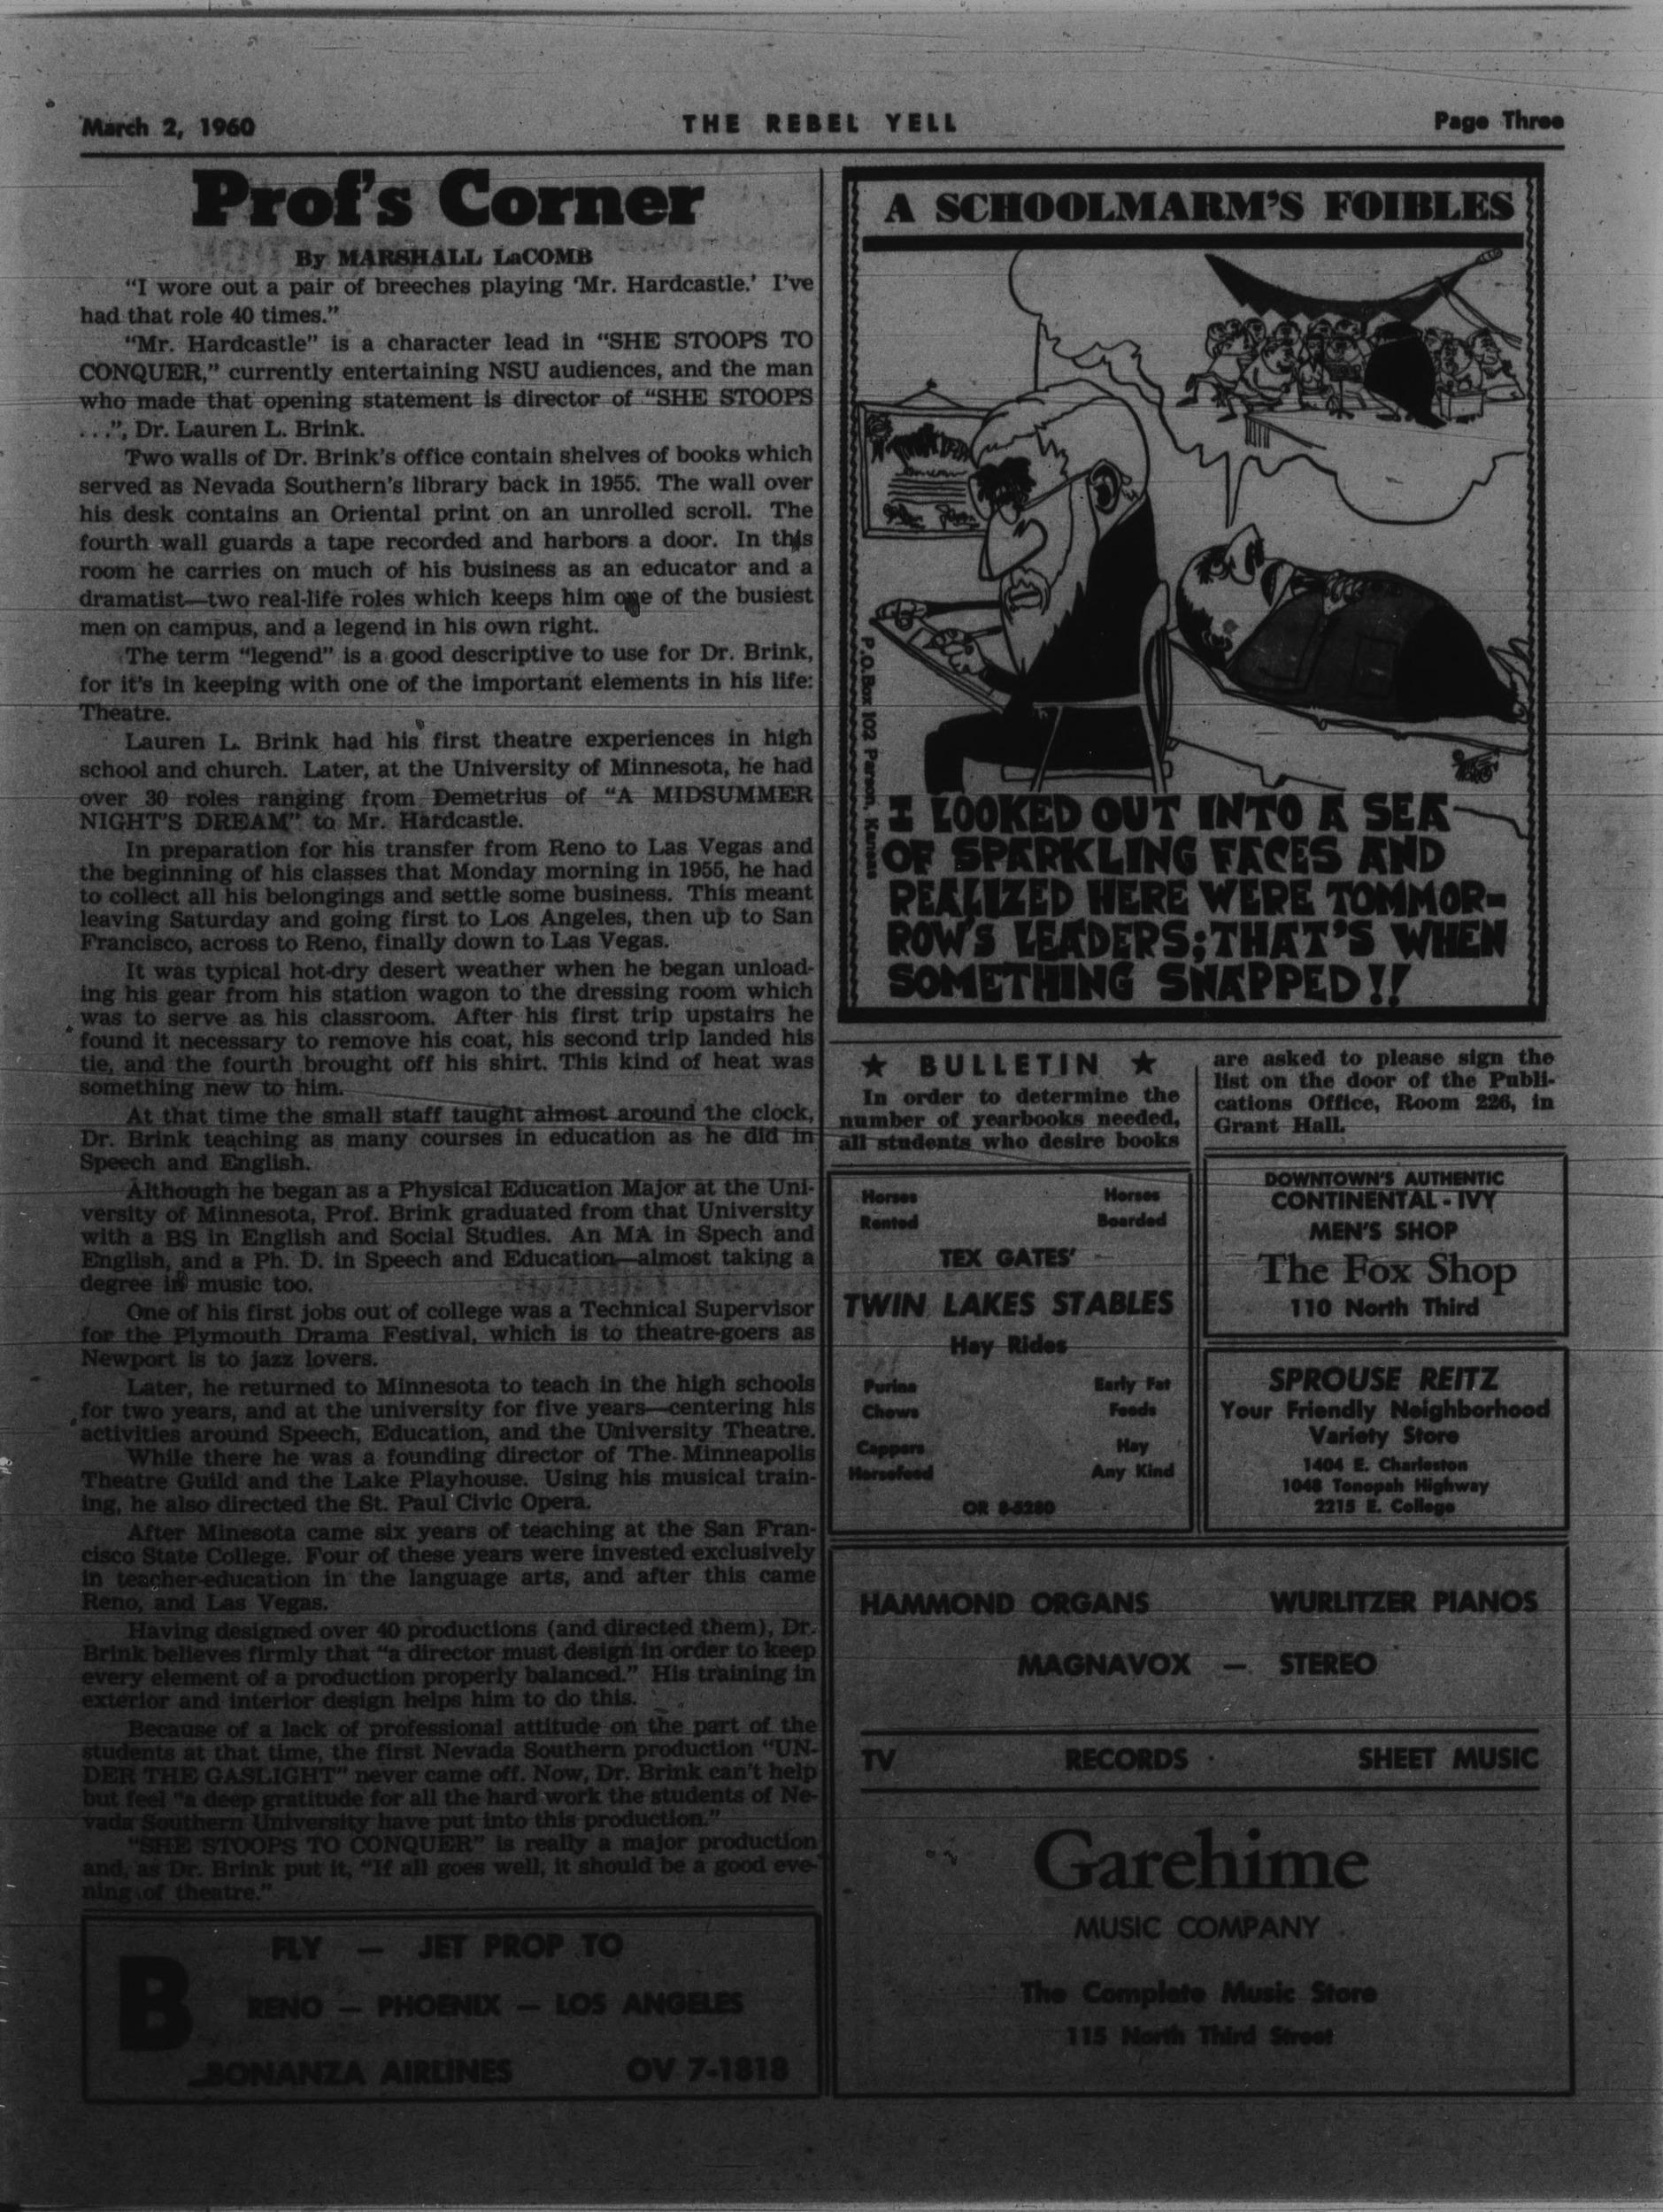 March 2, 1960
THE REBEL YELL
Page Three
Prof's Corner
By MARSHALL LaCOMB
"I wore out a pair of breeches playing 'Mr. Hardcastle.' I've
had that role 40 times."
"Mr. Hardcastle" is a character lead in "SHE STOOPS TO
CONQUER," currently entertaining NSU audiences, and the man
who made that opening statement is director of "SHE STOOPS
. . .", Dr. Lauren L. Brink.
Two walls of Dr. Brink's office contain shelves of books which
served as Nevada Southern's library back in 1955. The wall over
his desk contains an Oriental print on an unrolled scroll. The
fourth wall guards a tape recorded and harbors a door. In this
room he carries on much of his business as an educator and a
dramatist—two real-life roles which keeps him one of the busiest
men on campus, and a legend in his own right.
The term "legend" is a good descriptive to use for Dr. Brink,
for it's in keeping with one of the important elements in his life:
Theatre.
Lauren L. Brink had his first theatre experiences in high
school and church. Later, at the University of Minnesota, he had
over 30 roles ranging from Demetrius of "A MIDSUMMER
NIGHT'S DREAM" to Mr. Hardcastle.
In preparation for his transfer from Reno to Las Vegas and
the beginning of his classes that Monday morning in 1955, he had
to collect all his belongings and settle some business. This meant
leaving Saturday and going first to Los Angeles, then up to San
Francisco, across to Reno, finally down to Las Vegas.
It was typical hot-dry desert weather when he began unload-
ing his gear from his station wagon to the dressing room which
was to serve as his classroom. After his first trip upstairs he
found it necessary to remove his coat, his second trip landed his
tie, and the fourth brought off his shirt. This kind of heat was
something new to him.
At that time the small staff taught almost around the clock,
Dr. Brink teaching as many courses in education as he did in
Speech and English.
Although he began as a Physical Education Major at the Uni-
versity of Minnesota, Prof. Brink graduated from that University
with a BS in English and Social Studies. An MA in Spech and
English, and a Ph. D. in Speech and Education—almost taking a
degree in music too.
One of his first jobs out of college was a Technical Supervisor
for the Plymouth Drama Festival, which is to theatre-goers as
Newport is to jazz lovers.
Later, he returned to Minnesota to teach in the high schools
for two years, and at the university for five years—centering his
activities around Speech, Education, and the University Theatre.
While there he was a founding director of The Minneapolis
Theatre Guild and the Lake Playhouse. Using his musical train-
ing, he also directed the St. Paul Civic Opera.
After Minesota came six years of teaching at the San Fran-
cisco State College. Four of these years were invested exclusively
in teacher-education in the language arts, and after this came
Reno, and Las Vegas.
Having designed over 40 productions (and directed them), Dr.
Brink believes firmly that "a director must design in order to keep
every element of a production properly balanced." His training in
exterior and interior design helps him to do this.
Because of a lack of professional attitude on the part of the
students at that time, the first Nevada Southern production "UN-
DER THE GASLIGHT" never came off. Now, Dr. Brink can't help
but feel "a deep gratitude for all the hard work the students of Ne-
vada Southern University have put into this production."
"SHE STOOPS TO CONQUER" is really a major production
and, as Dr. Brink put it, "If all goes well, it should be a good eve-
ning of theatre."
FLY — JET PROP TO
B
RENO — PHOENIX — LOS ANGELES
BONANZA AIRLINES OV 7-1818
A SCHOOLMARM'S FOIBLES
P.O.Box 102 Parson, Kansas
I LOOKED OUT INTO A SEA
OF SPARKLING FACES AND
REALIZED HERE WERE TOMMOR-
ROW'S LEADERS; THAT'S WHEN
SOMETHING SNAPPED!!
★ BULLETIN ★
In order to determine the
number of yearbooks needed,
all students who desire books
are asked to please sign the
list on the door of the Publi-
cations Office, Room 226, in
Grant Hall.
Horses Horses
Rented Boarded
TEX GATES'
TWIN LAKES STABLES
Hay Rides
Purina Early Fat
Chows Feeds
Cappers Hay
Horsefeed Any Kind
OR 8-5280
DOWNTOWN'S AUTHENTIC
CONTINENTAL - IVY
MEN'S SHOP
The Fox Shop
110 North Third
SPROUSE REITZ
Your Friendly Neighborhood
Variety Store
1404 E. Charleston
1048 Tonopah Highway
2215 E. College
HAMMOND ORGANS WURLITZER PIANOS
MAGNAVOX — STEREO
TV RECORDS SHEET MUSIC
Garehime
MUSIC COMPANY
The Complete Music Store
115 North Third Street